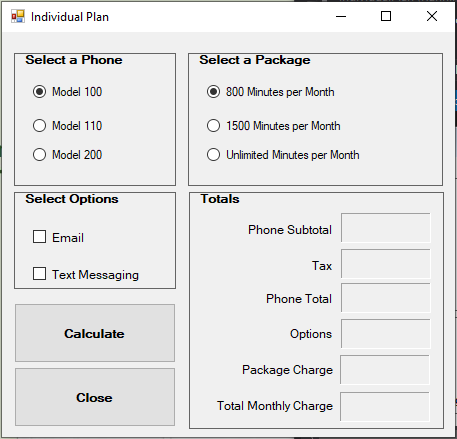 Individual Plan
Select a Phone
Model 100
Model 110
Model 200
Select a Package
800 Minutes per Month
1500 Minutes per Month
Unlimited Minutes per Month
Select Options
Email
Text Messaging
Totals
Phone Subtotal
Tax
Phone Total
Options
Package Charge
Total Monthly Charge
Calculate
Close